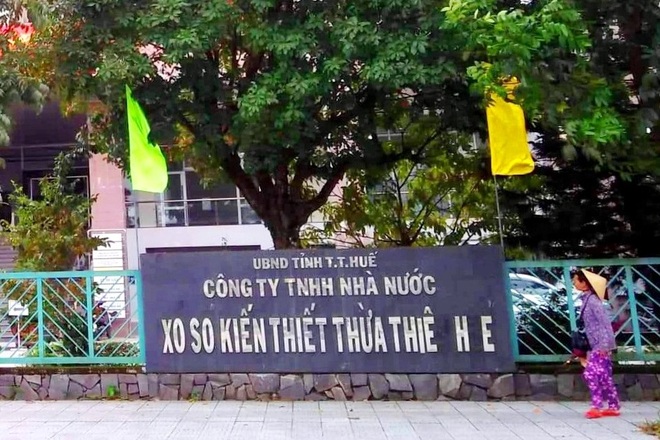 UBND TỈNH T.T.HUẾ
CÔNG TY TNHH NHÀ NƯỚC
XO SO KIẾN THIẾT THỪA THIÊ H Ế